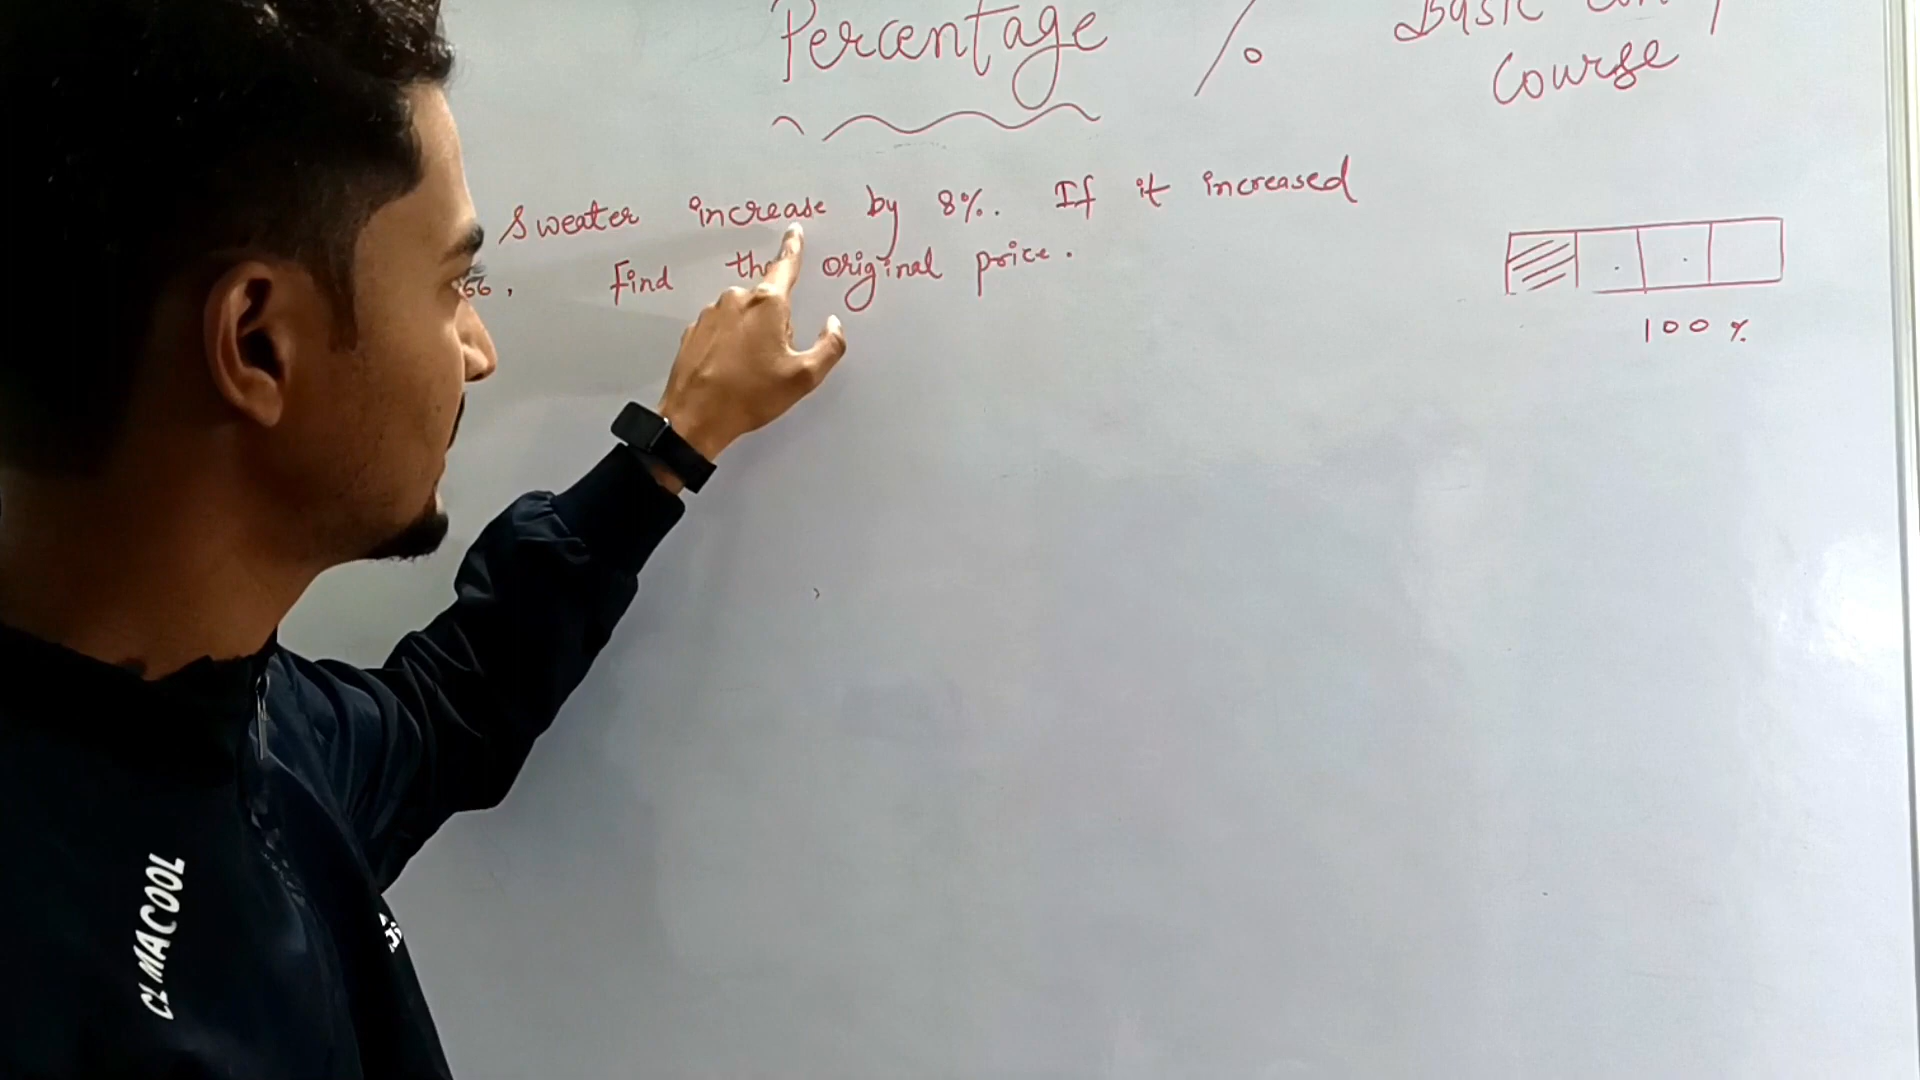 Percentage %
Basic
Course
Sweater increase by 8%. If it increased
56, Find the original price.
100 %
CLIMACOOL